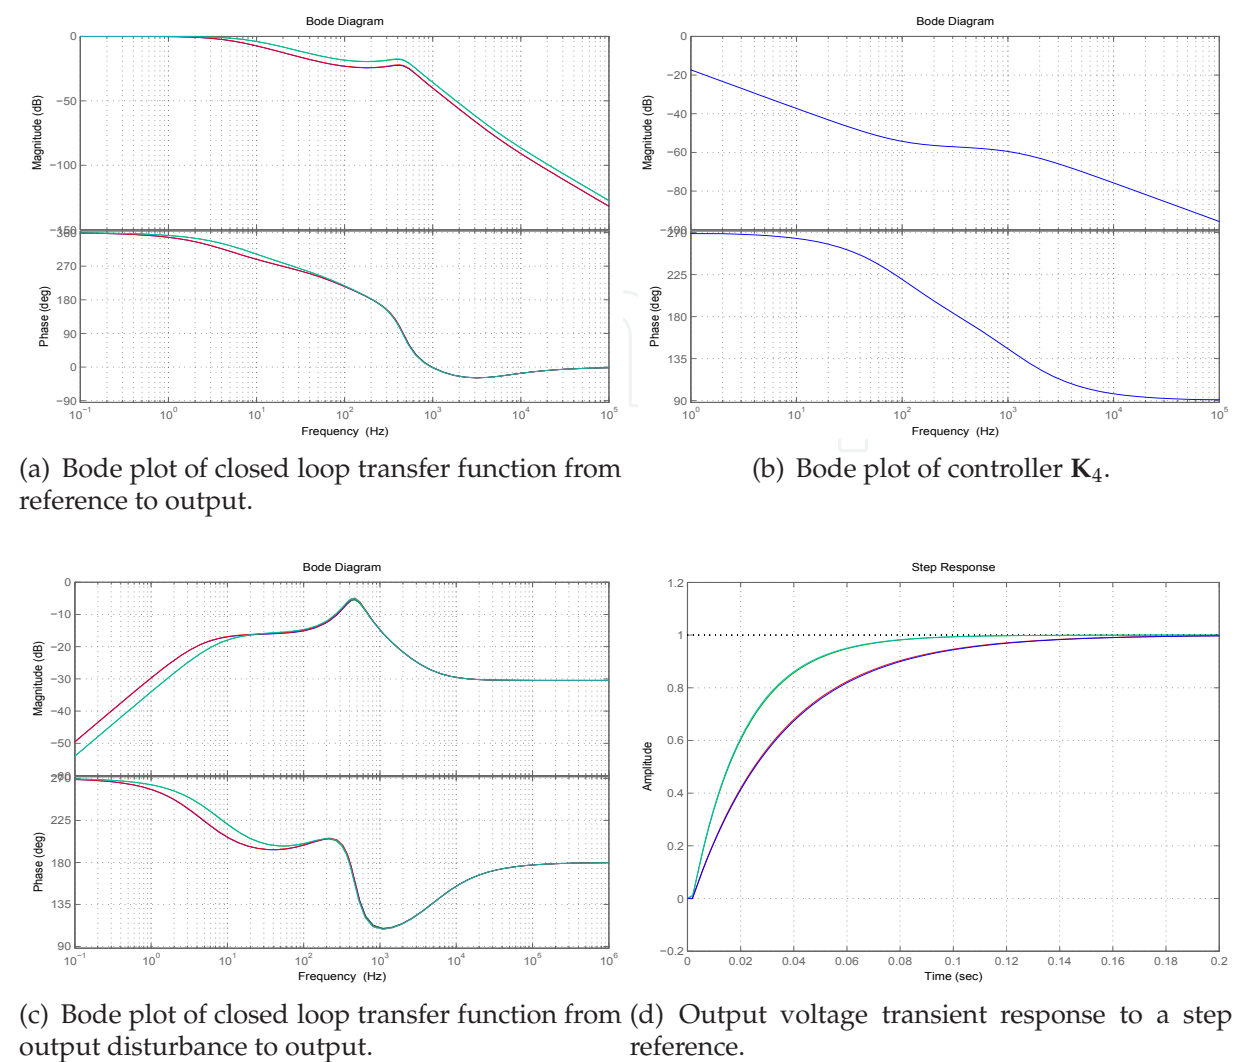 Bode Diagram
0
−50
−100
−150
Magnitude (dB)
360
270
180
90
0
−90
Phase (deg)
10⁻¹ 10⁰ 10¹ 10² 10³ 10⁴ 10⁵
Frequency (Hz)
(a) Bode plot of closed loop transfer function from
reference to output.
Bode Diagram
0
−20
−40
−60
−80
−100
Magnitude (dB)
270
225
180
135
90
Phase (deg)
10⁰ 10¹ 10² 10³ 10⁴ 10⁵
Frequency (Hz)
(b) Bode plot of controller K₄.
Bode Diagram
0
−10
−20
−30
−40
−50
−60
Magnitude (dB)
270
225
180
135
90
Phase (deg)
10⁻¹ 10⁰ 10¹ 10² 10³ 10⁴ 10⁵ 10⁶
Frequency (Hz)
(c) Bode plot of closed loop transfer function from
output disturbance to output.
Step Response
1.2
1
0.8
0.6
0.4
0.2
0
−0.2
Amplitude
0 0.02 0.04 0.06 0.08 0.1 0.12 0.14 0.16 0.18 0.2
Time (sec)
(d) Output voltage transient response to a step
reference.